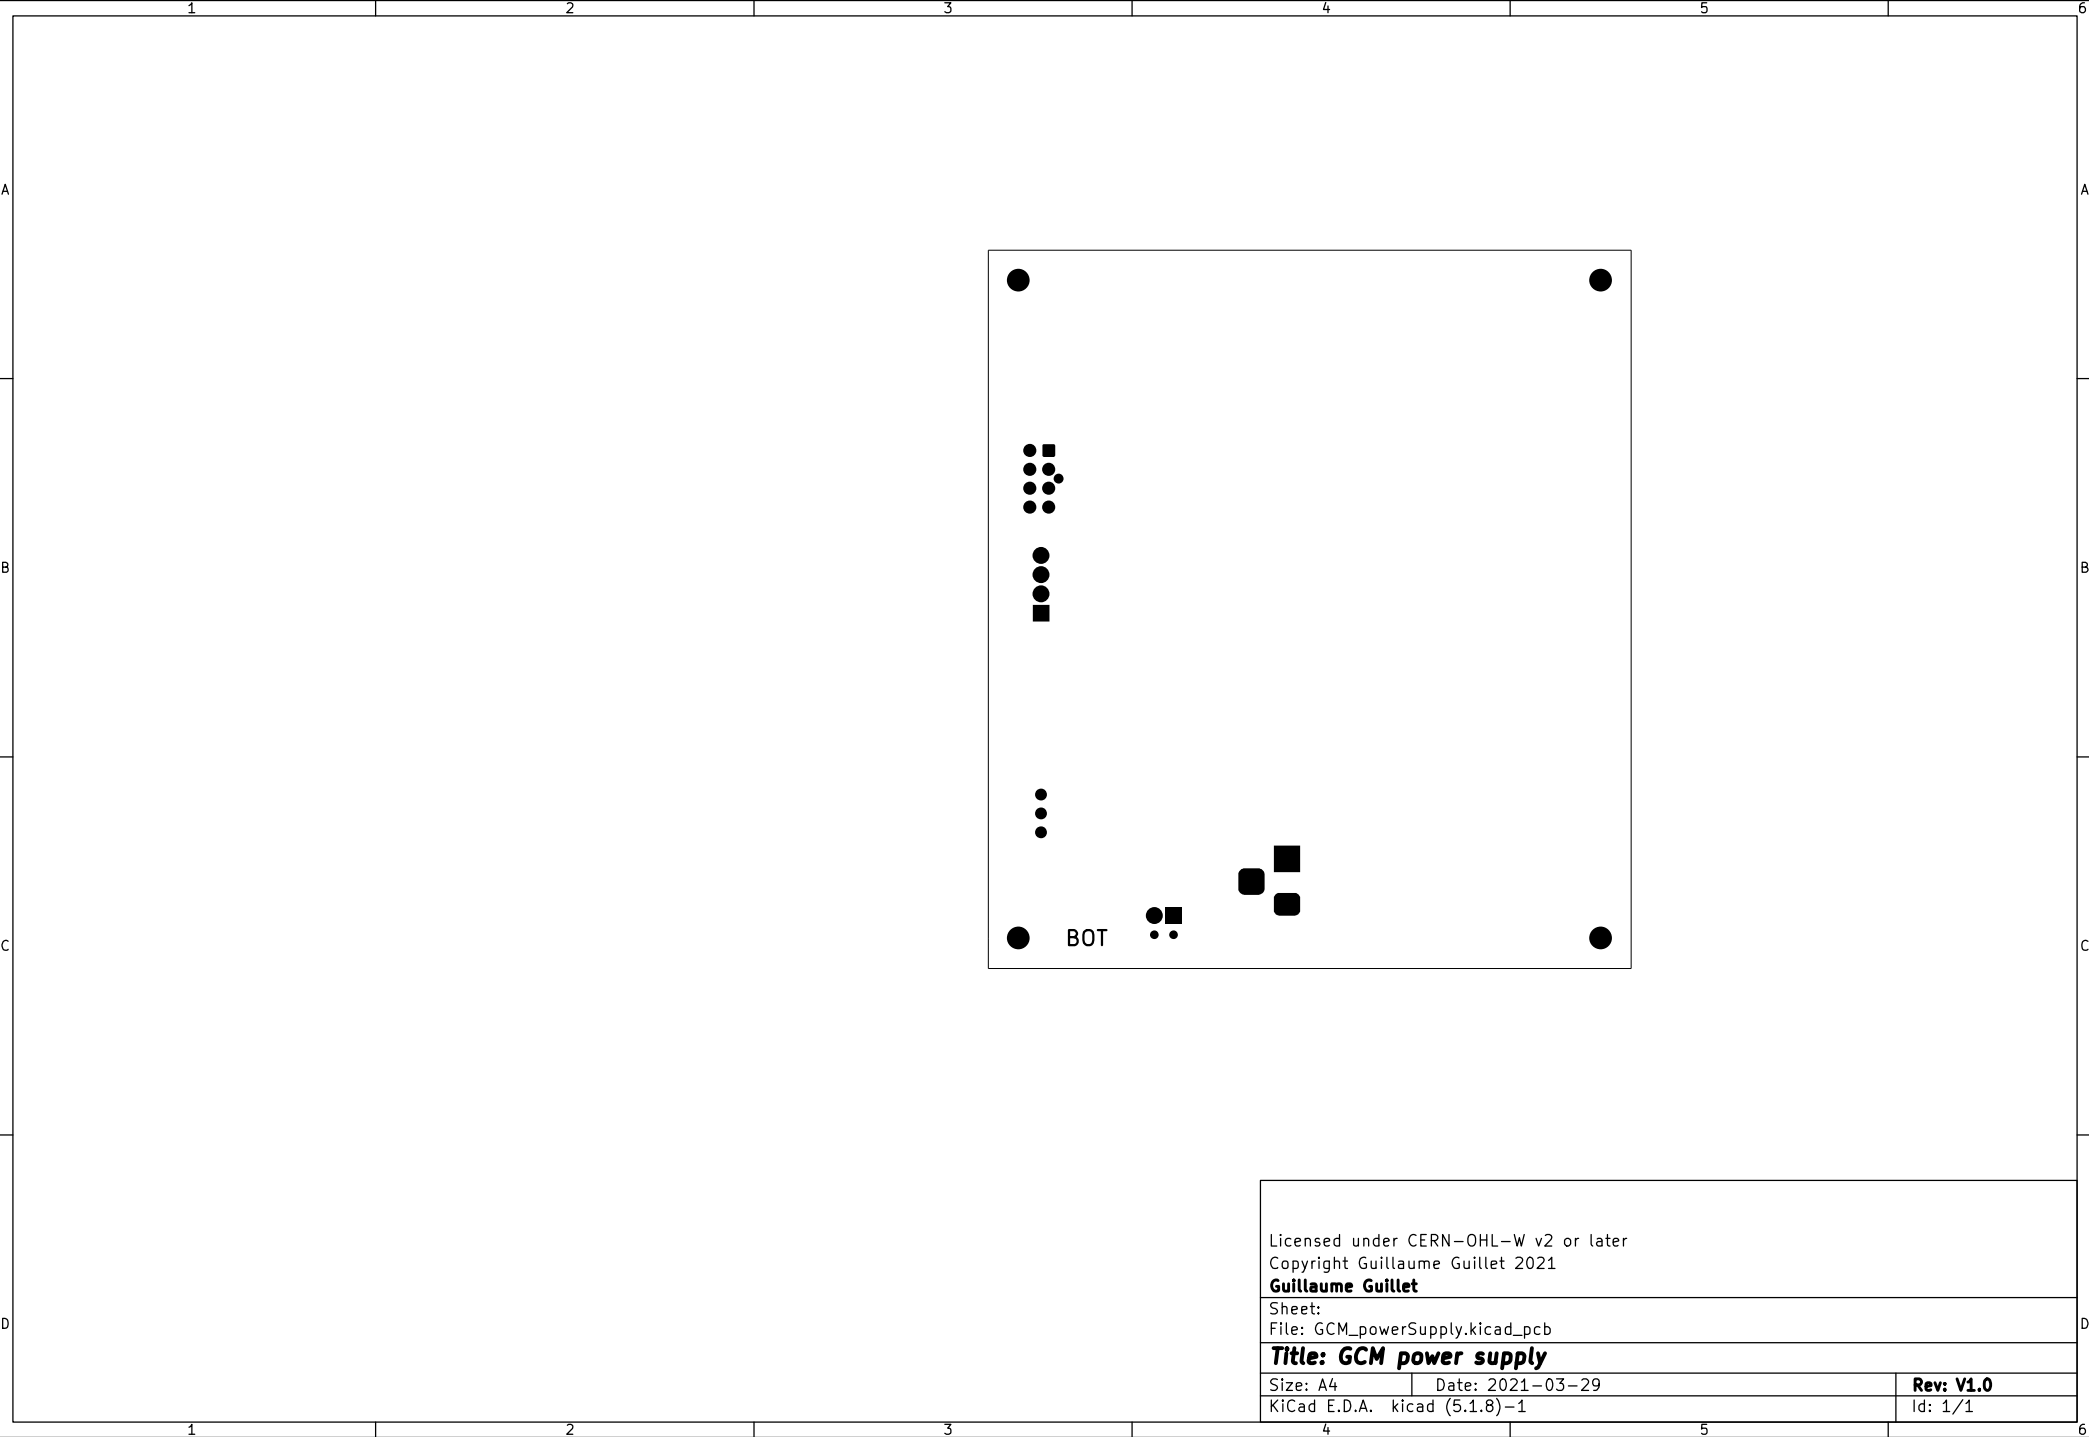 1 2 3 4 5 6
A A
B B
BOT
C C
Licensed under CERN-OHL-W v2 or later
Copyright Guillaume Guillet 2021
Guillaume Guillet
Sheet:
File: GCM_powerSupply.kicad_pcb
D D
Title: GCM power supply
Size: A4 Date: 2021-03-29 Rev: V1.0
KiCad E.D.A. kicad (5.1.8)-1 Id: 1/1
1 2 3 4 5 6